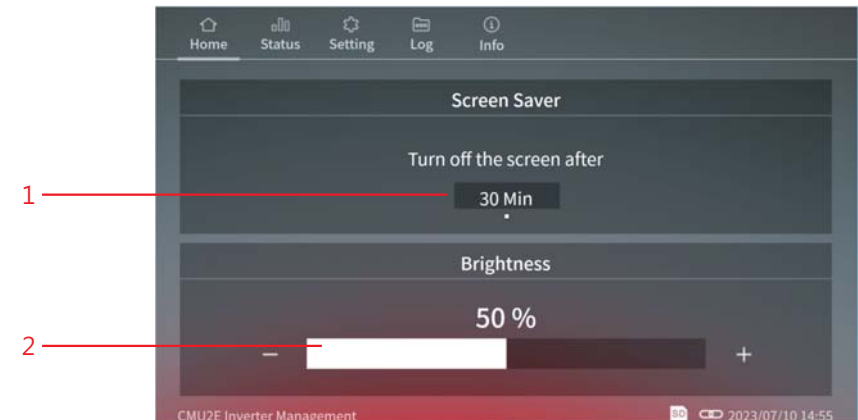 Home Status Setting Log Info
Screen Saver
Turn off the screen after
1
30 Min
Brightness
50 %
2
−
+
CMU2E Inverter Management
SD
2023/07/10 14:55